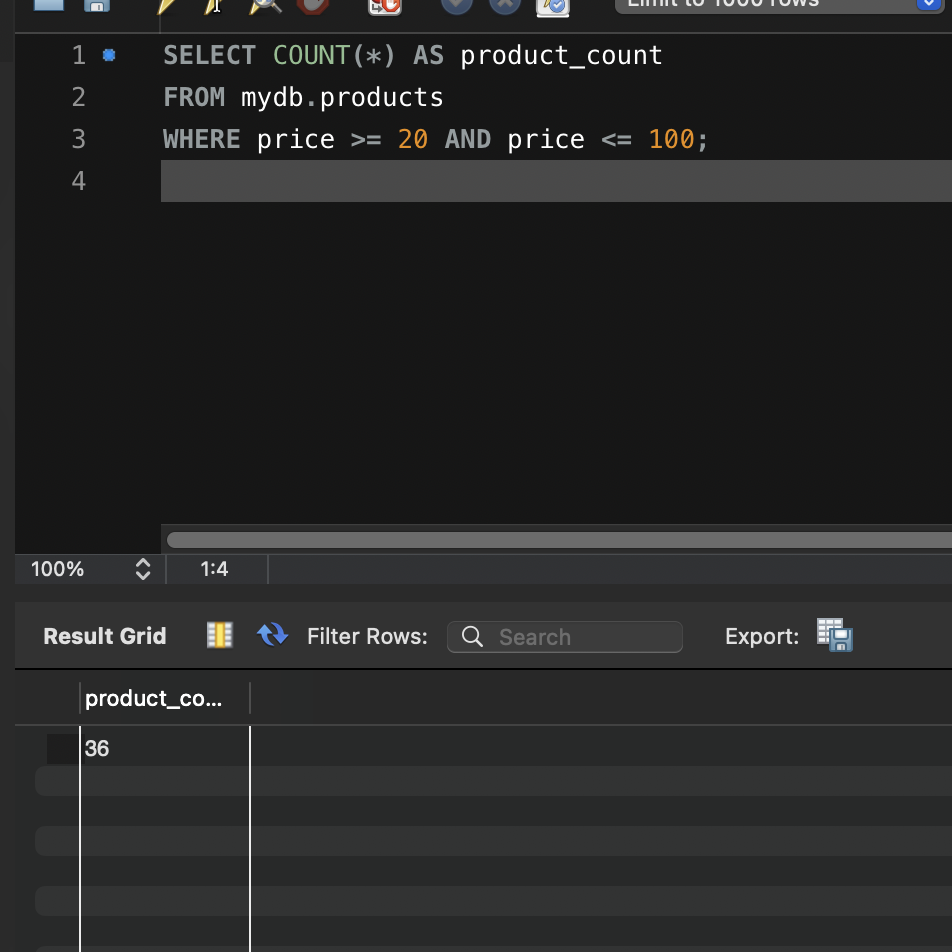 Limit to 1000 rows
1 SELECT COUNT(*) AS product_count
2 FROM mydb.products
3 WHERE price >= 20 AND price <= 100;
4
100% 1:4
Result Grid Filter Rows: Search Export:
product_co...
36